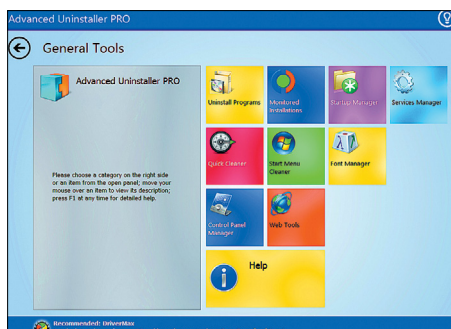 Advanced Uninstaller PRO
General Tools
Advanced Uninstaller PRO
Please choose a category on the right side
or an item from the open panel; move your
mouse over an item to view its description;
press F1 at any time for detailed help.
Uninstall Programs
Monitored
Installations
Startup Manager
Services Manager
Quick Cleaner
Start Menu
Cleaner
Font Manager
Control Panel
Manager
Web Tools
Help
Recommended: DriverMax